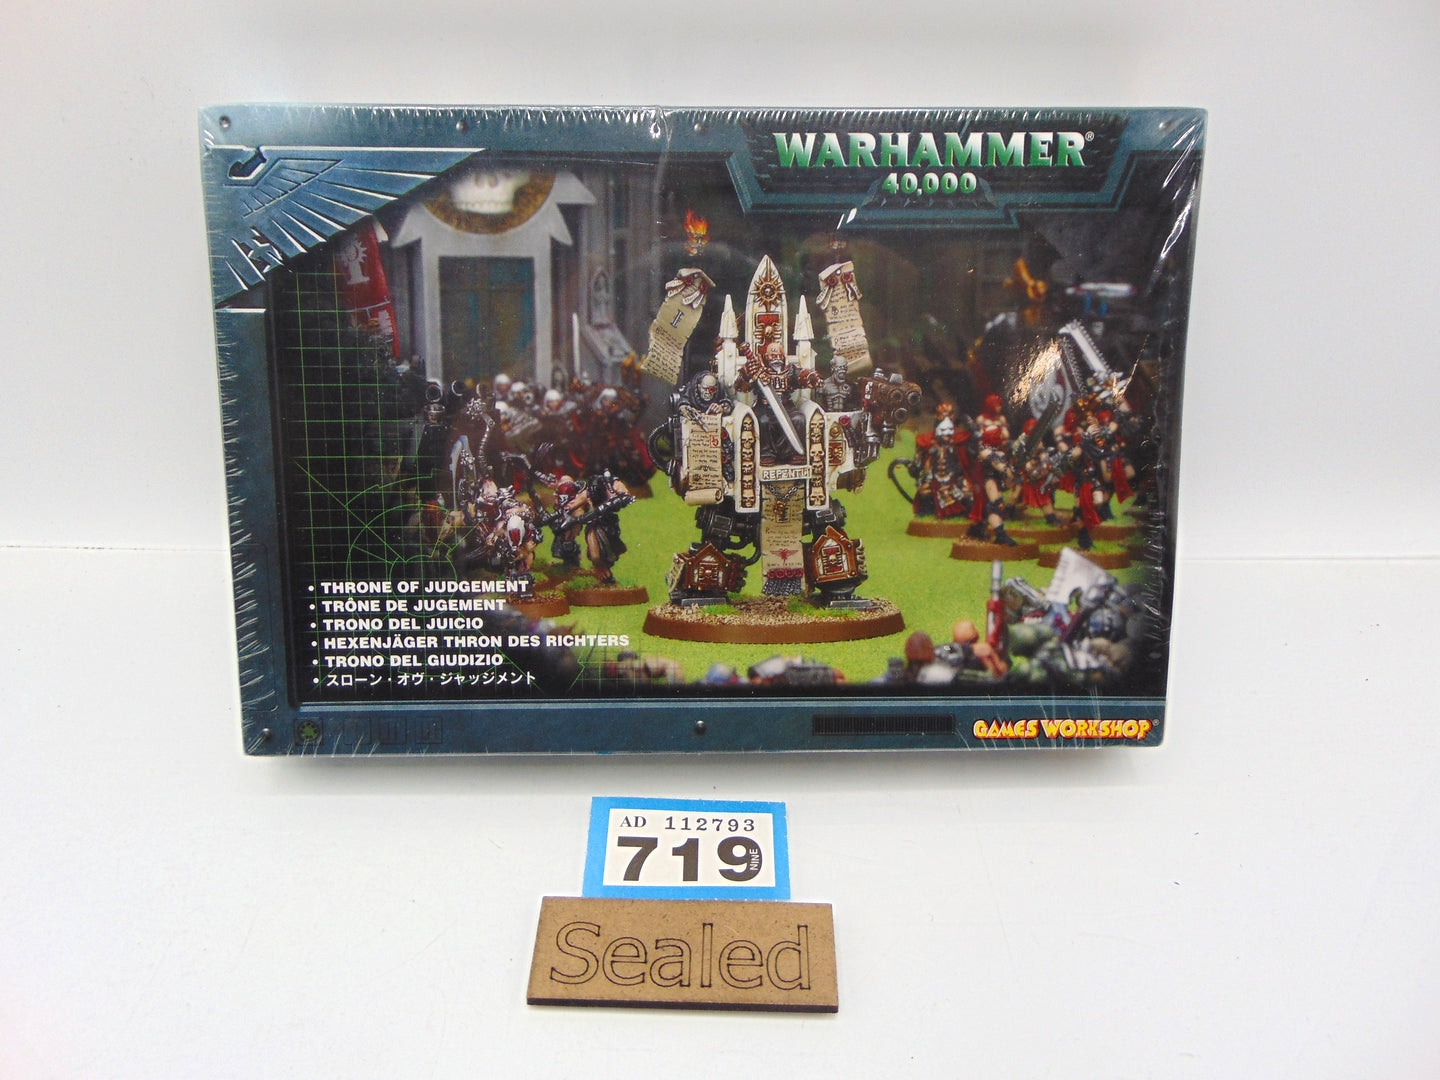 WARHAMMER®
40,000
REPENTIA
• THRONE OF JUDGEMENT
• TRÔNE DE JUGEMENT
• TRONO DEL JUICIO
• HEXENJÄGER THRON DES RICHTERS
• TRONO DEL GIUDIZIO
• スローン・オヴ・ジャッジメント
GAMES WORKSHOP®
AD 112793
719
NINE
Sealed